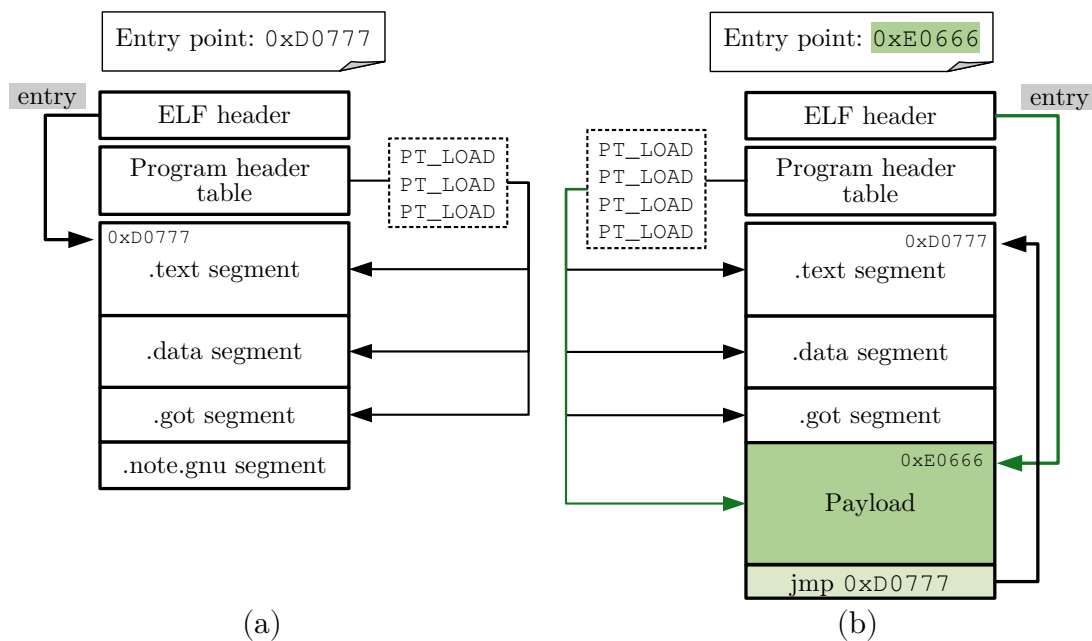 Entry point: 0xD0777
entry
ELF header
Program header
table
PT_LOAD
PT_LOAD
PT_LOAD
0xD0777
.text segment
.data segment
.got segment
.note.gnu segment
(a)
Entry point: 0xE0666
entry
ELF header
PT_LOAD
PT_LOAD
PT_LOAD
PT_LOAD
Program header
table
0xD0777
.text segment
.data segment
.got segment
0xE0666
Payload
jmp 0xD0777
(b)